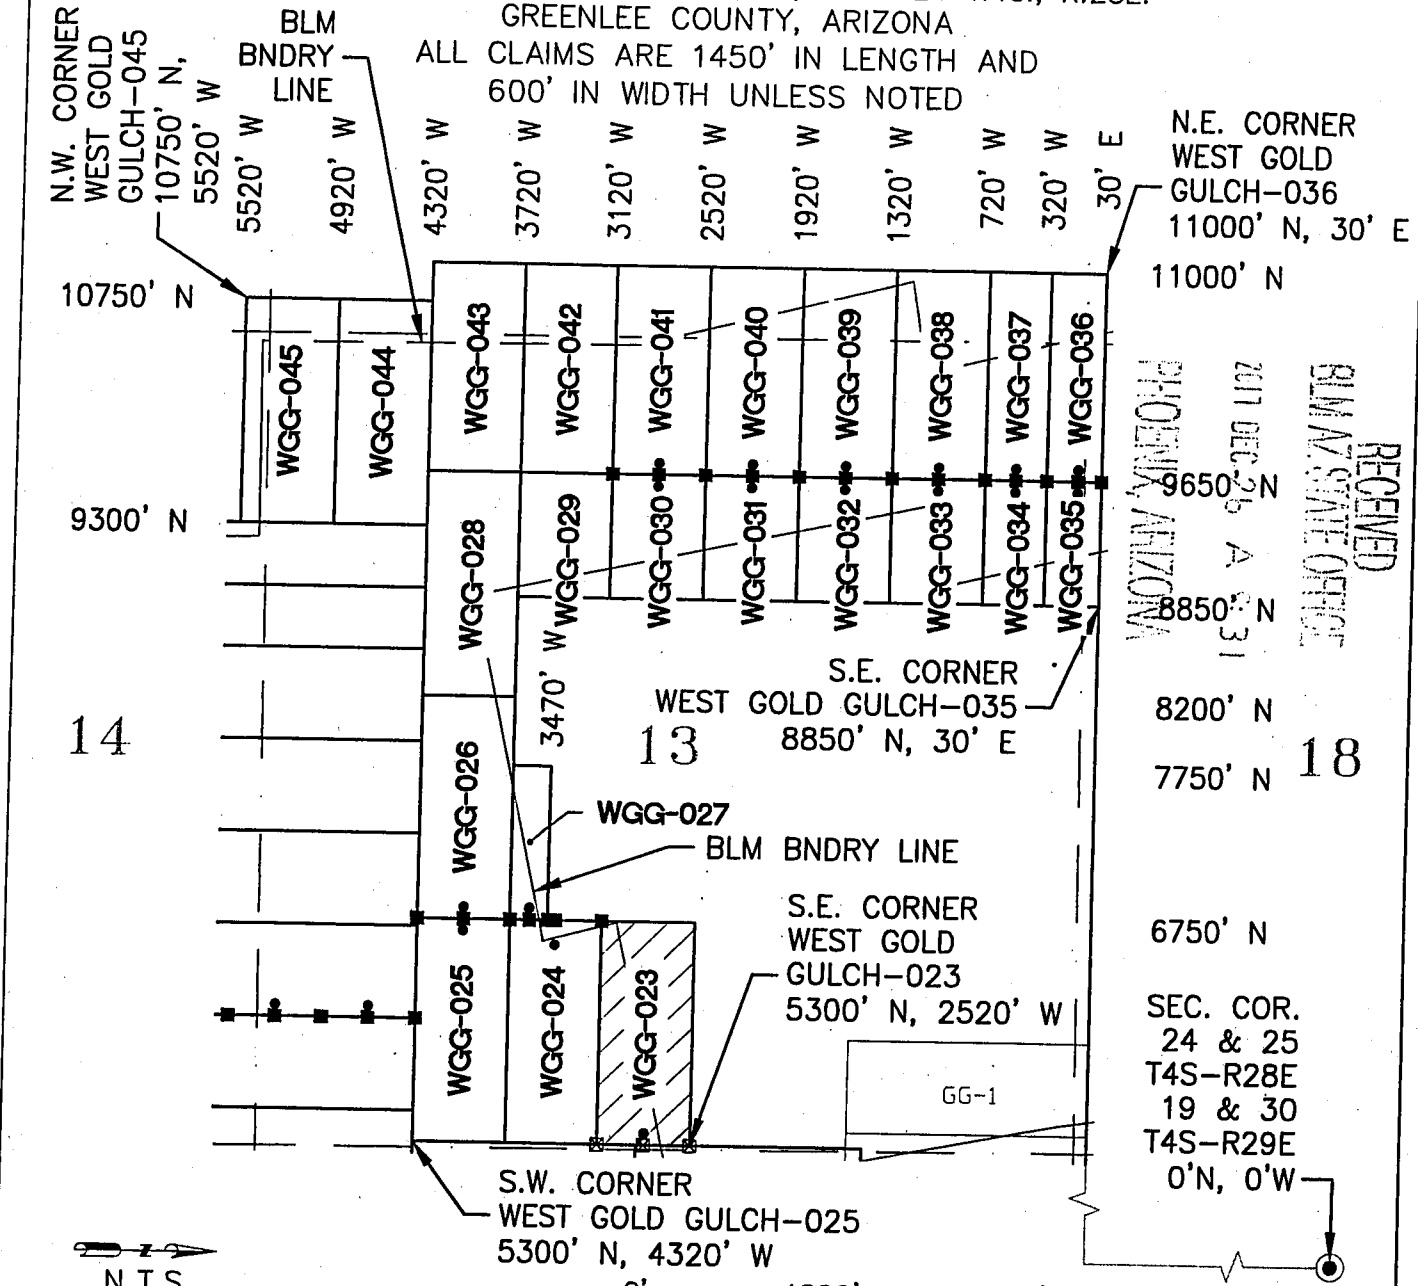 GREENLEE COUNTY, ARIZONA
ALL CLAIMS ARE 1450' IN LENGTH AND
600' IN WIDTH UNLESS NOTED
BLM
BNDRY
LINE
N.W. CORNER
WEST GOLD
GULCH-045
10750' N,
5520' W
5520' W
4920' W
4320' W
3720' W
3120' W
2520' W
1920' W
1320' W
720' W
320' W
30' E
N.E. CORNER
WEST GOLD
GULCH-036
11000' N, 30' E
11000' N
10750' N
9300' N
WGG-045
WGG-044
WGG-043
WGG-042
WGG-041
WGG-040
WGG-039
WGG-038
WGG-037
WGG-036
9650' N
WGG-028
WGG-029
WGG-030
WGG-031
WGG-032
WGG-033
WGG-034
WGG-035
8850' N
RECEIVED
BLM AZ STATE OFFICE
2011 DEC 26 A
PHOENIX, ARIZONA
3470' W
S.E. CORNER
WEST GOLD GULCH-035
8850' N, 30' E
8200' N
14
13
18
7750' N
WGG-026
WGG-027
BLM BNDRY LINE
S.E. CORNER
WEST GOLD
GULCH-023
5300' N, 2520' W
6750' N
WGG-025
WGG-024
WGG-023
GG-1
SEC. COR.
24 & 25
T4S-R28E
19 & 30
T4S-R29E
0'N, 0'W
S.W. CORNER
WEST GOLD GULCH-025
5300' N, 4320' W
Z
N.T.S.